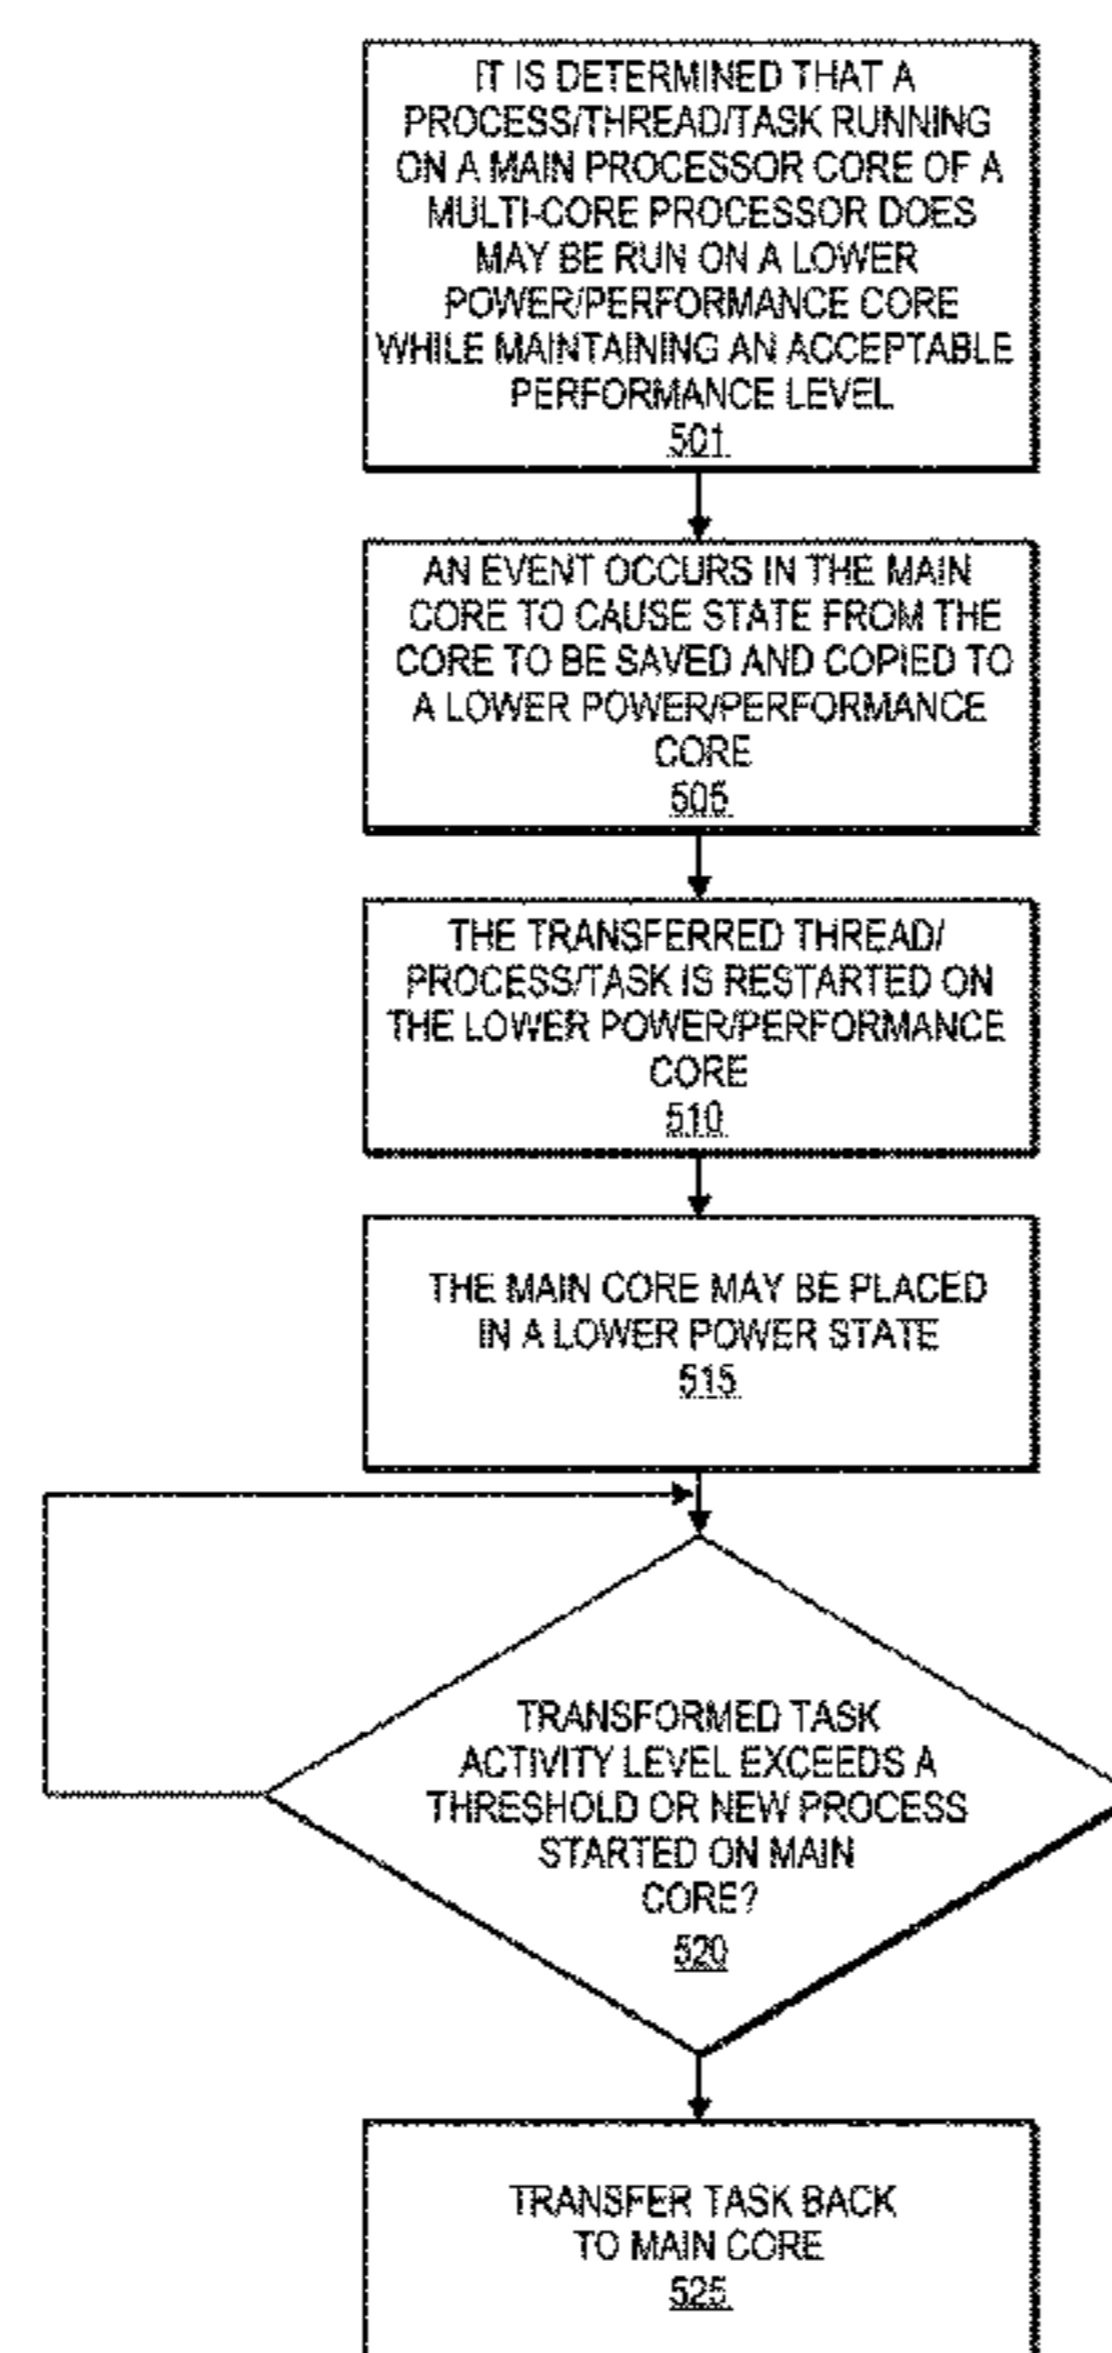 IT IS DETERMINED THAT A
PROCESS/THREAD/TASK RUNNING
ON A MAIN PROCESSOR CORE OF A
MULTI-CORE PROCESSOR DOES
MAY BE RUN ON A LOWER
POWER/PERFORMANCE CORE
WHILE MAINTAINING AN ACCEPTABLE
PERFORMANCE LEVEL
501
AN EVENT OCCURS IN THE MAIN
CORE TO CAUSE STATE FROM THE
CORE TO BE SAVED AND COPIED TO
A LOWER POWER/PERFORMANCE
CORE
505
THE TRANSFERRED THREAD/
PROCESS/TASK IS RESTARTED ON
THE LOWER POWER/PERFORMANCE
CORE
510
THE MAIN CORE MAY BE PLACED
IN A LOWER POWER STATE
515
TRANSFORMED TASK
ACTIVITY LEVEL EXCEEDS A
THRESHOLD OR NEW PROCESS
STARTED ON MAIN
CORE?
520
TRANSFER TASK BACK
TO MAIN CORE
525